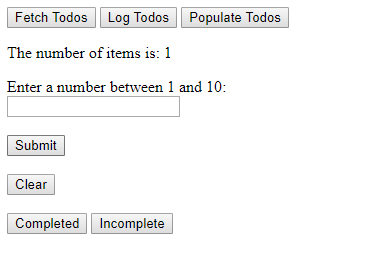 Fetch Todos Log Todos Populate Todos
The number of items is: 1
Enter a number between 1 and 10:
Submit
Clear
Completed Incomplete